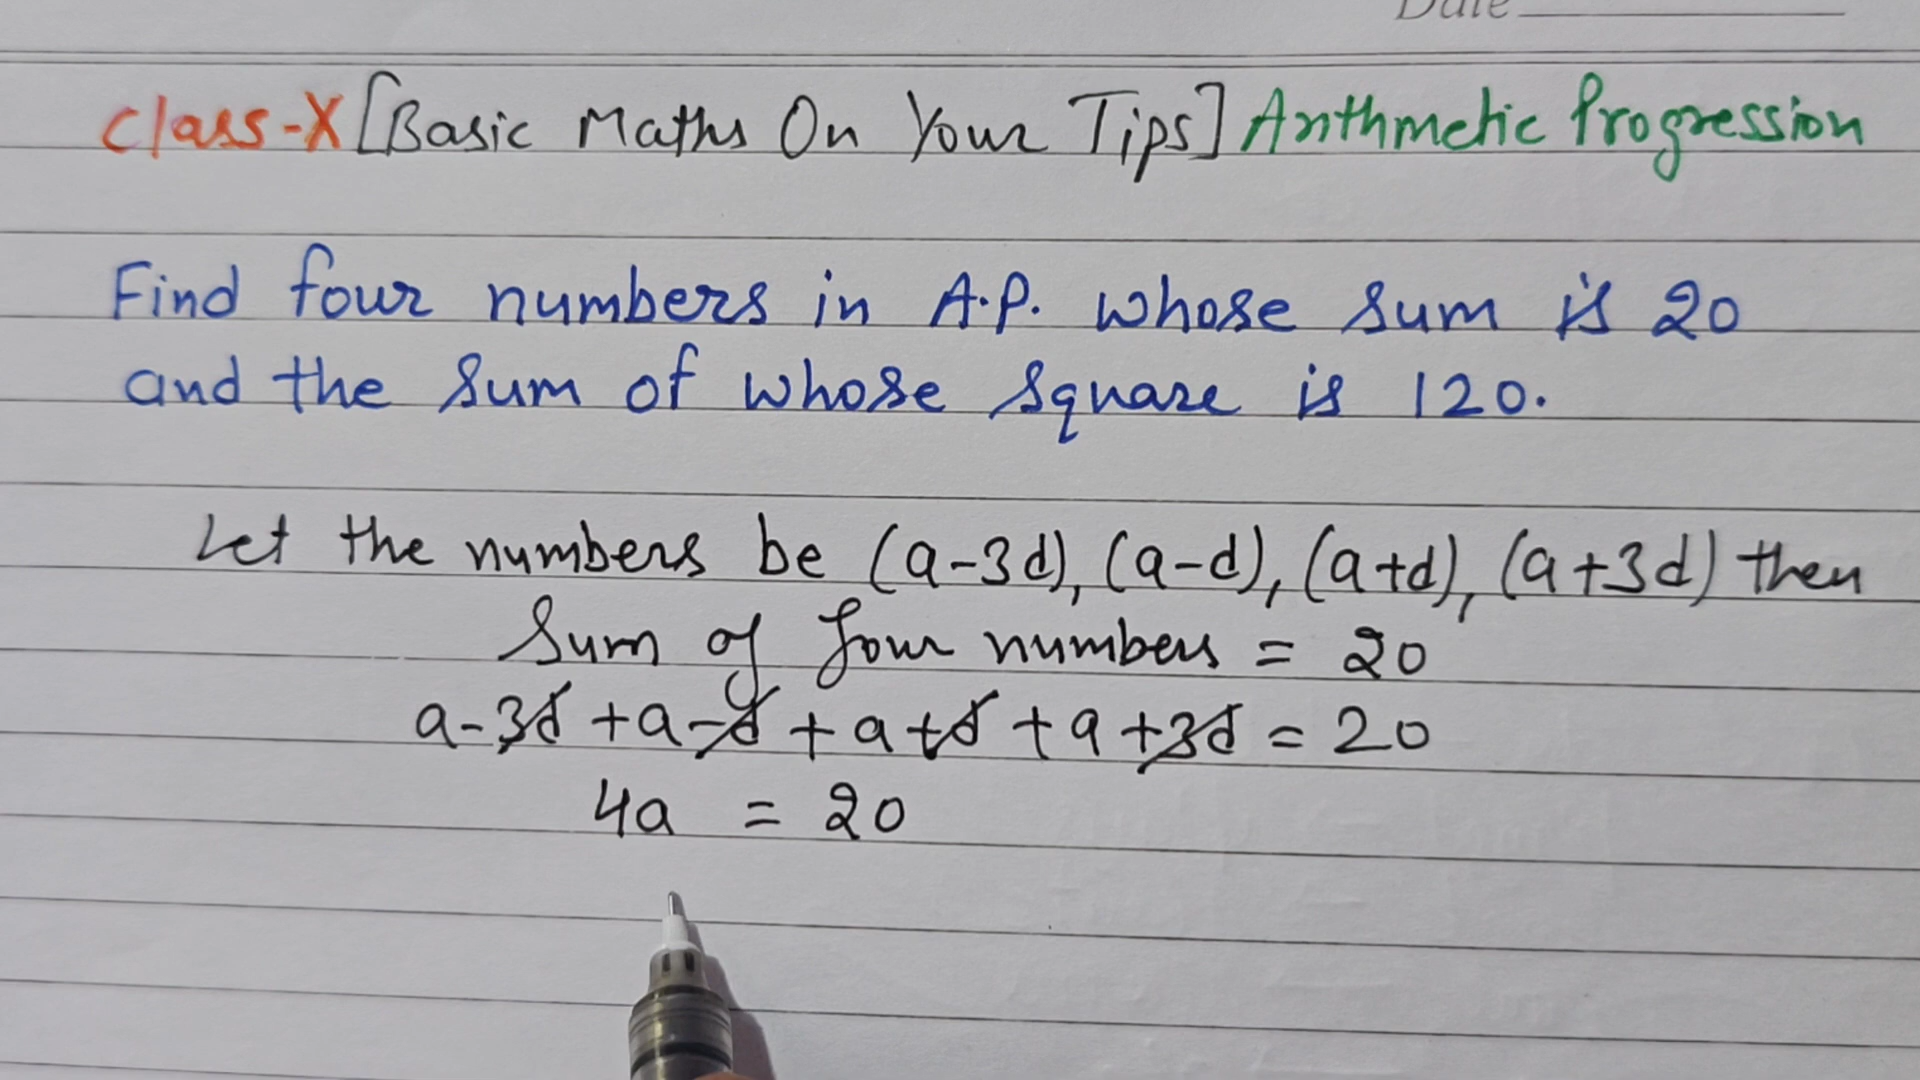 Date
Class-X [Basic Maths On Your Tips] Arithmetic Progression
Find four numbers in A.P. whose sum is 20
and the sum of whose square is 120.
Let the numbers be (a-3d), (a-d), (a+d), (a+3d) then
Sum of four numbers = 20
a-3d + a-d + a+d + a+3d = 20
4a = 20